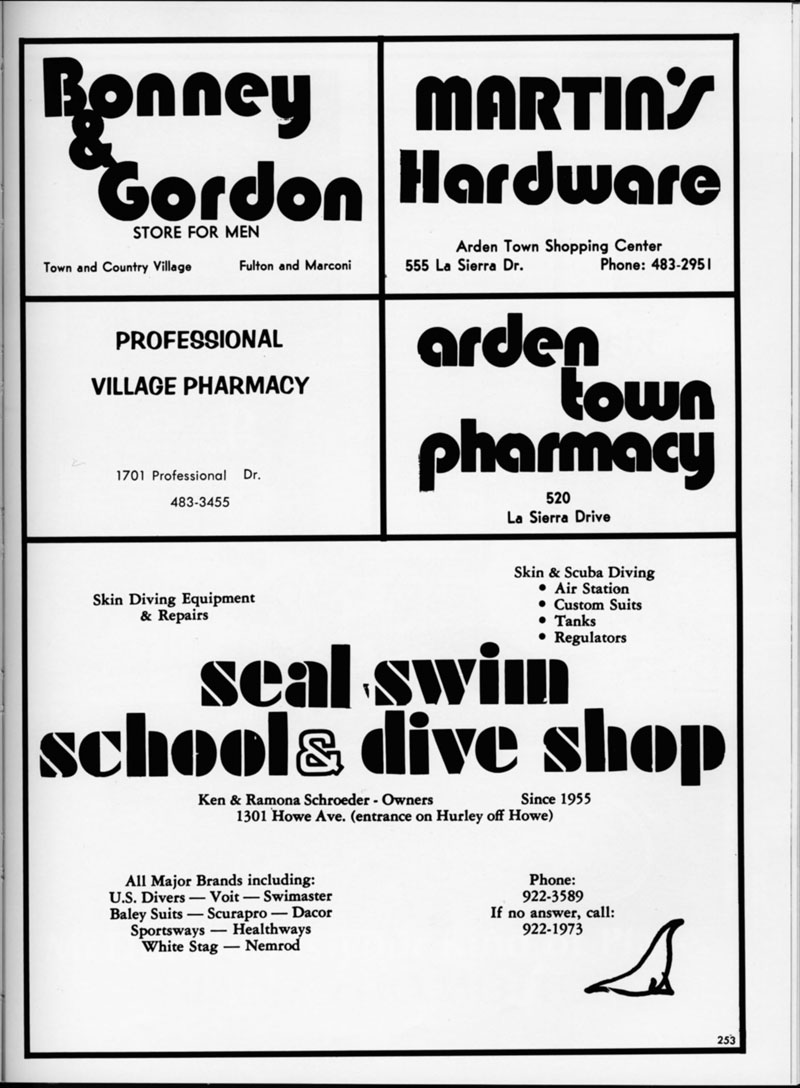 Bonney
&
Gordon
STORE FOR MEN
Town and Country Village Fulton and Marconi
MARTIN'S
Hardware
Arden Town Shopping Center
555 La Sierra Dr. Phone: 483-2951
PROFESSIONAL
VILLAGE PHARMACY
1701 Professional Dr.
483-3455
arden
town
pharmacy
520
La Sierra Drive
Skin Diving Equipment
& Repairs
Skin & Scuba Diving
• Air Station
• Custom Suits
• Tanks
• Regulators
seal swim
school & dive shop
Ken & Ramona Schroeder - Owners Since 1955
1301 Howe Ave. (entrance on Hurley off Howe)
All Major Brands including:
U.S. Divers — Voit — Swimaster
Baley Suits — Scurapro — Dacor
Sportsways — Healthways
White Stag — Nemrod
Phone:
922-3589
If no answer, call:
922-1973
253